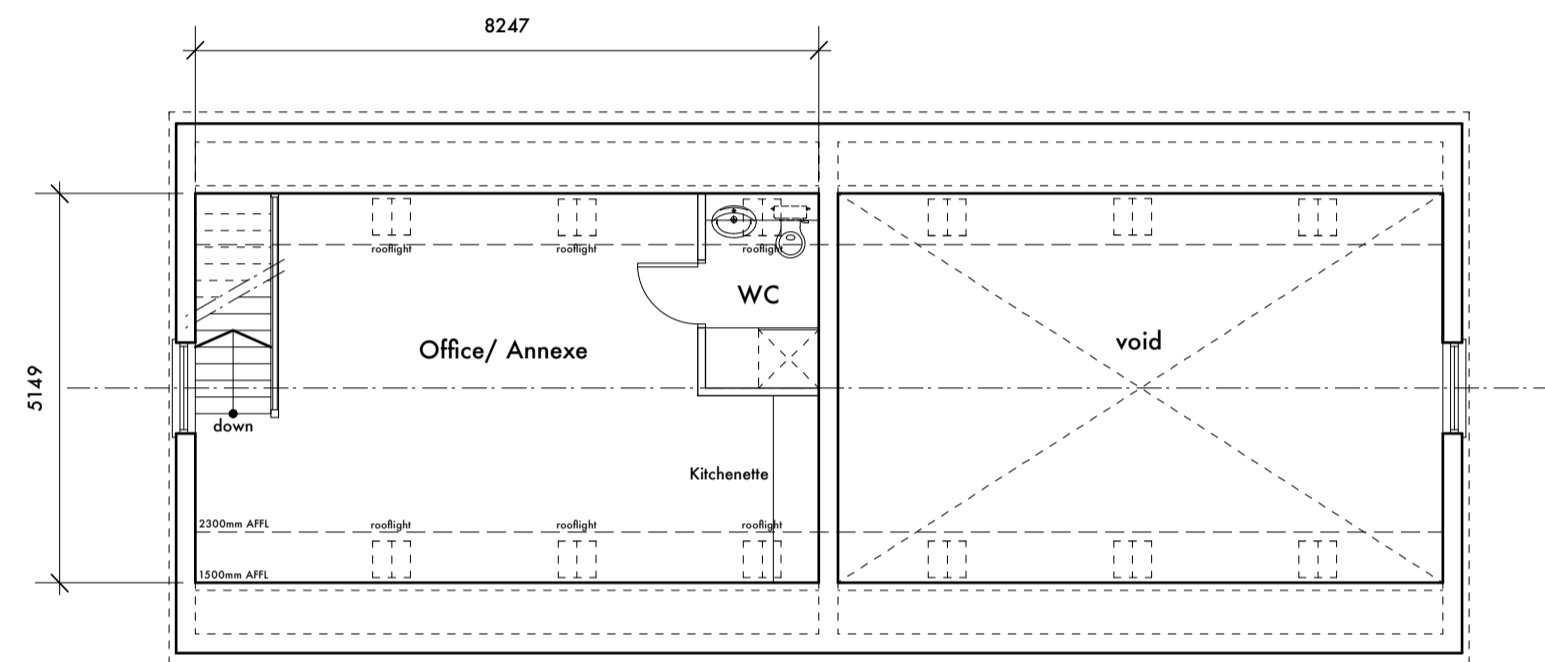 8247
rooflight
rooflight
rooflight
WC
Office/ Annexe
void
5149
down
Kitchenette
2300mm AFFL
rooflight
rooflight
rooflight
1500mm AFFL